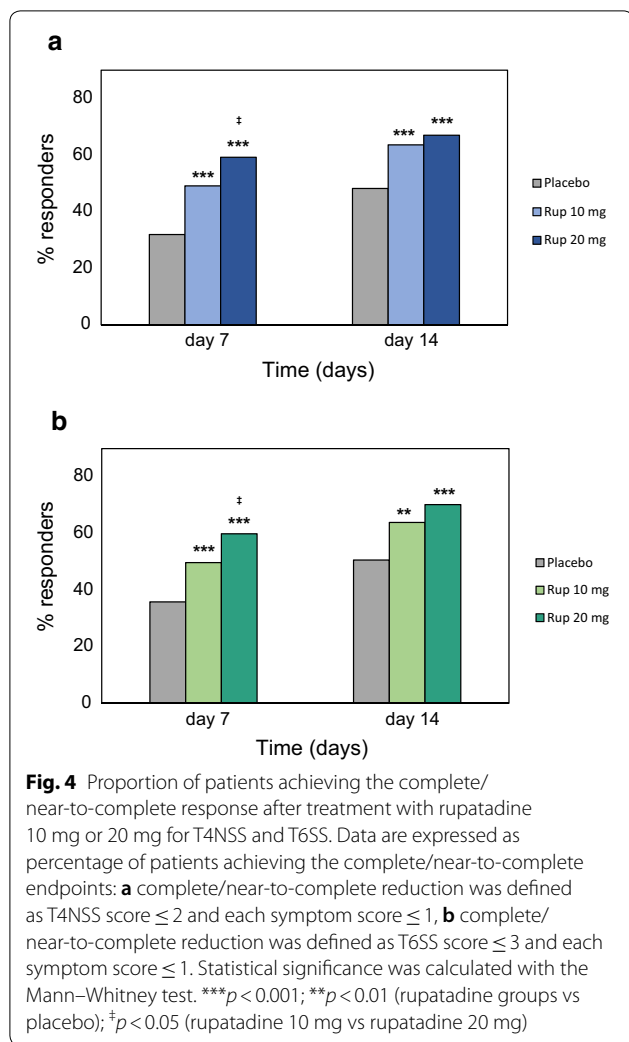 a
80
60
40
20
0
% responders
***
‡
***
***
***
day 7
day 14
Time (days)
Placebo
Rup 10 mg
Rup 20 mg
b
80
60
40
20
0
% responders
***
‡
***
**
***
day 7
day 14
Time (days)
Placebo
Rup 10 mg
Rup 20 mg
Fig. 4 Proportion of patients achieving the complete/
near-to-complete response after treatment with rupatadine
10 mg or 20 mg for T4NSS and T6SS. Data are expressed as
percentage of patients achieving the complete/near-to-complete
endpoints: a complete/near-to-complete reduction was defined
as T4NSS score ≤ 2 and each symptom score ≤ 1, b complete/
near-to-complete reduction was defined as T6SS score ≤ 3 and each
symptom score ≤ 1. Statistical significance was calculated with the
Mann–Whitney test. ***p < 0.001; **p < 0.01 (rupatadine groups vs
placebo); ‡p < 0.05 (rupatadine 10 mg vs rupatadine 20 mg)